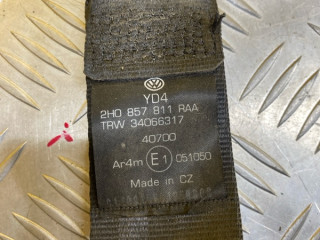 YD4
2H0 857 811 RAA
TRW 34066317
40700
Ar4m E1 051050
Made in CZ